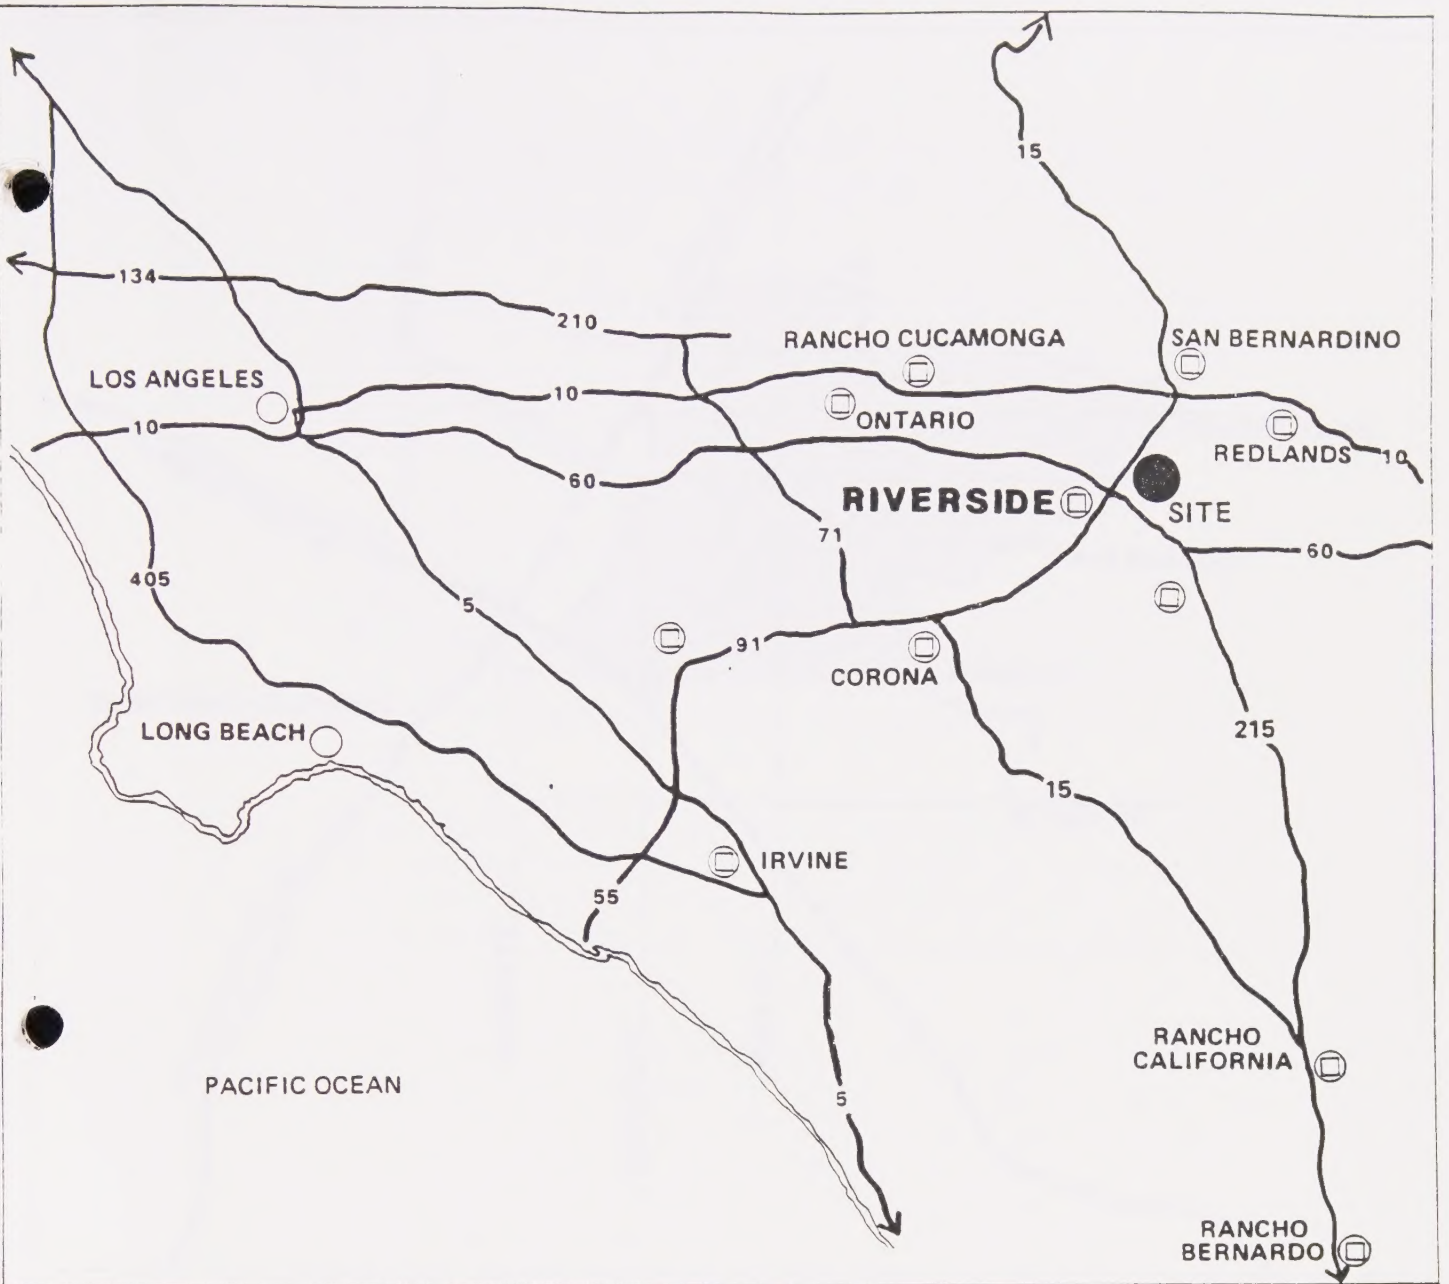 15
134
210
RANCHO CUCAMONGA
SAN BERNARDINO
LOS ANGELES
10
ONTARIO
10
REDLANDS
10
60
RIVERSIDE
SITE
71
60
405
5
91
CORONA
LONG BEACH
215
15
IRVINE
55
RANCHO
CALIFORNIA
PACIFIC OCEAN
5
RANCHO
BERNARDO